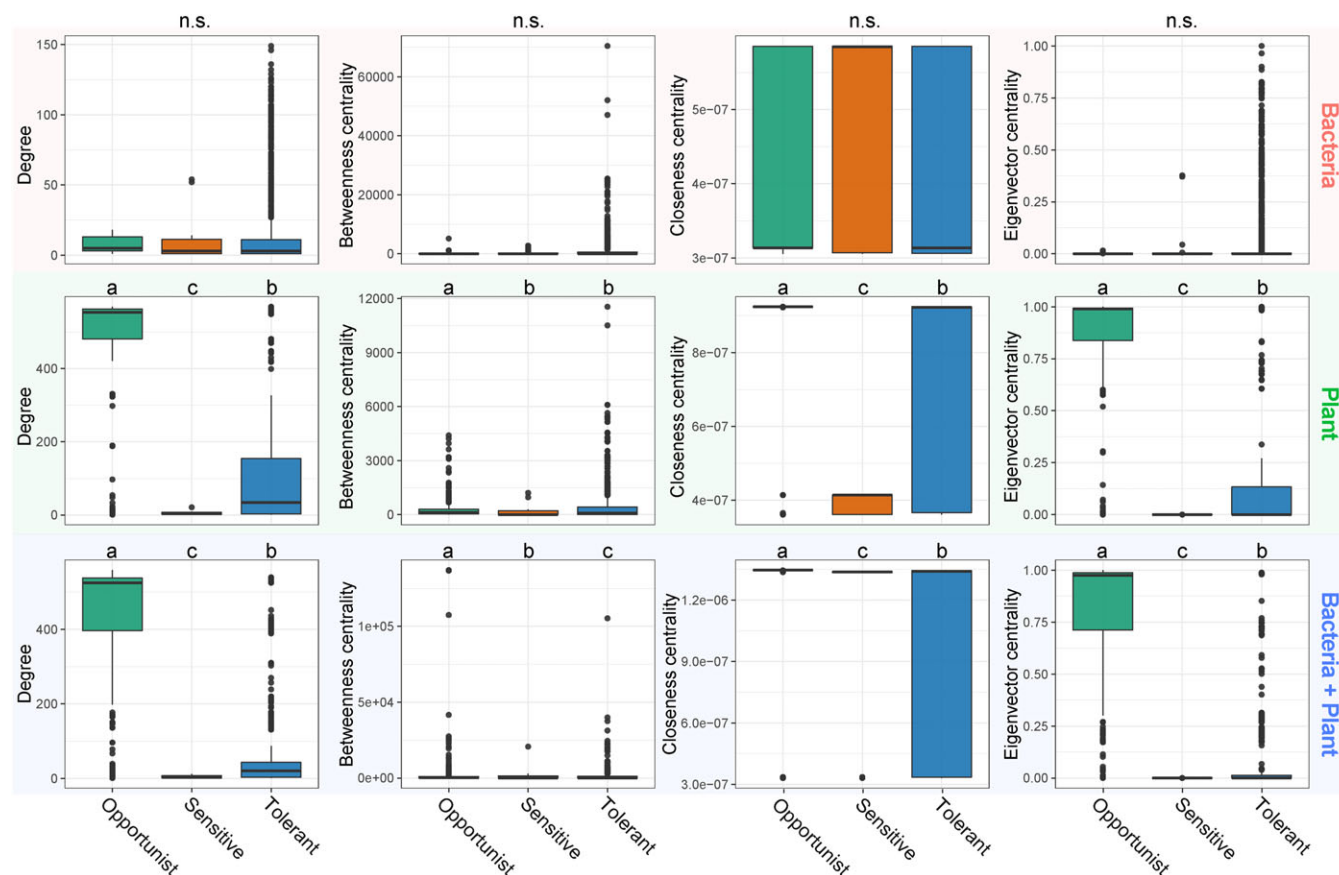 n.s.
n.s.
n.s.
n.s.
Degree
150
100
50
0
Betweenness centrality
60000
40000
20000
0
Closeness centrality
5e-07
4e-07
3e-07
Eigenvector centrality
1.00
0.75
0.50
0.25
0.00
Bacteria
a c b
a b b
a c b
a c b
Degree
400
200
0
Betweenness centrality
12000
9000
6000
3000
0
Closeness centrality
8e-07
6e-07
4e-07
Eigenvector centrality
1.00
0.75
0.50
0.25
0.00
Plant
a c b
a b c
a c b
a c b
Degree
400
200
0
Betweenness centrality
1e+05
5e+04
0e+00
Closeness centrality
1.2e-06
9.0e-07
6.0e-07
3.0e-07
Eigenvector centrality
1.00
0.75
0.50
0.25
0.00
Bacteria + Plant
Opportunist
Sensitive
Tolerant
Opportunist
Sensitive
Tolerant
Opportunist
Sensitive
Tolerant
Opportunist
Sensitive
Tolerant